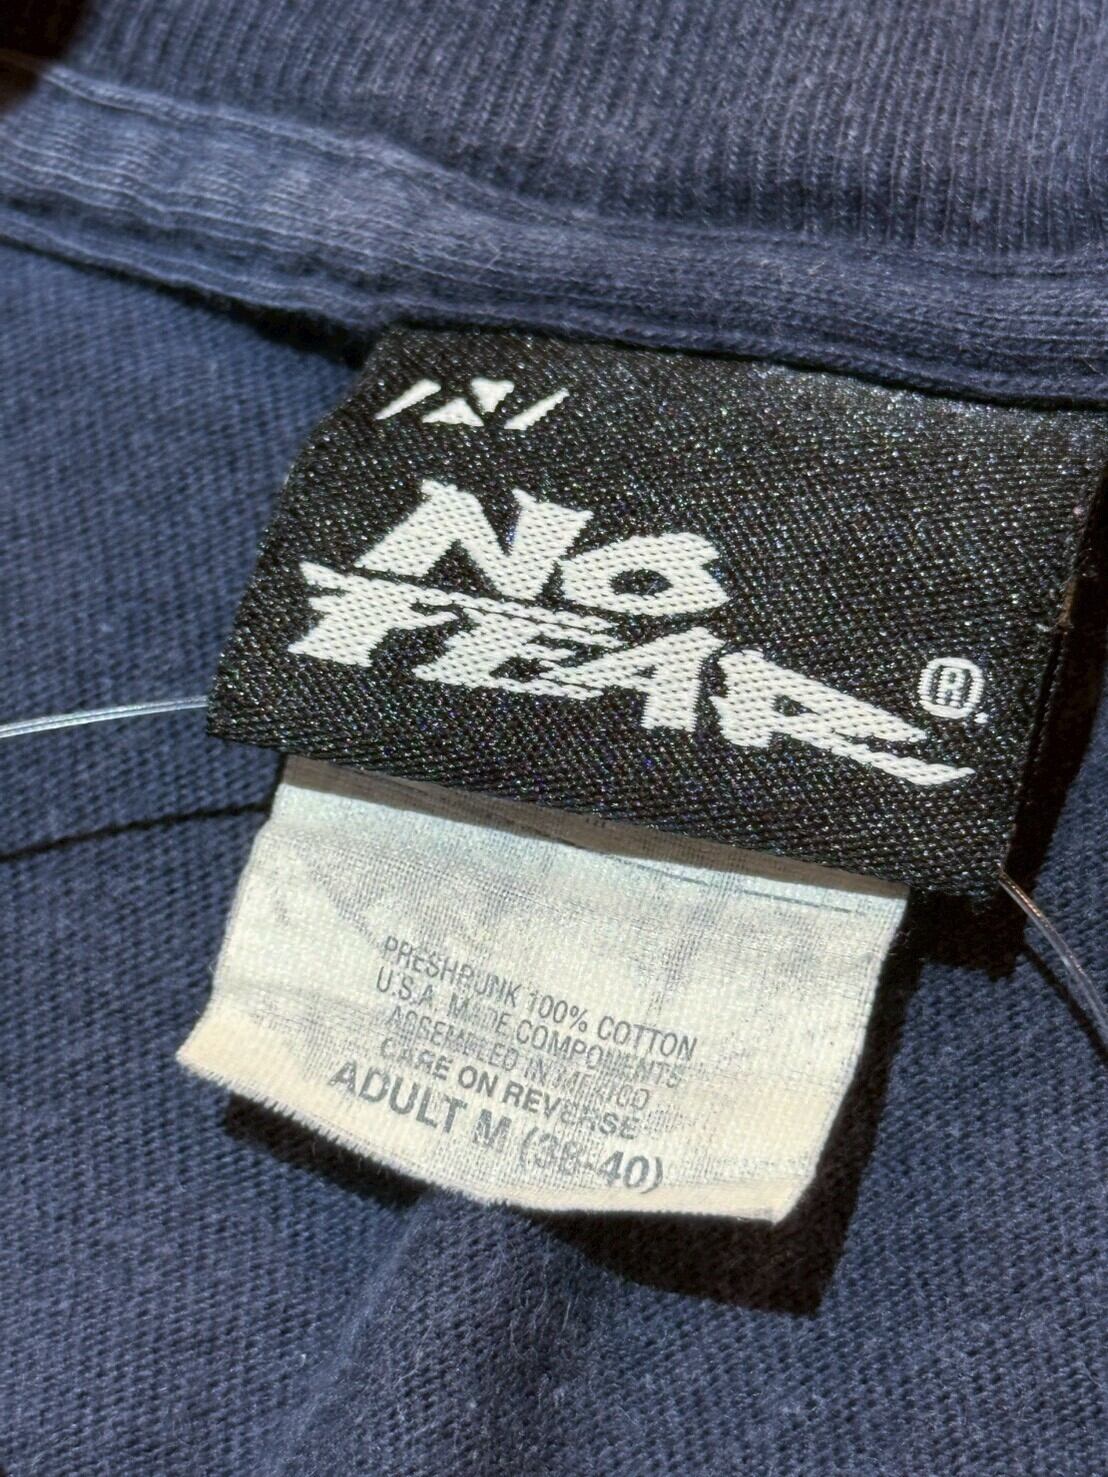 NO
FEAR ®.
PRESHRUNK 100% COTTON
U.S.A. MADE COMPONENTS
ASSEMBLED IN MEXICO
CARE ON REVERSE
ADULT M (38-40)